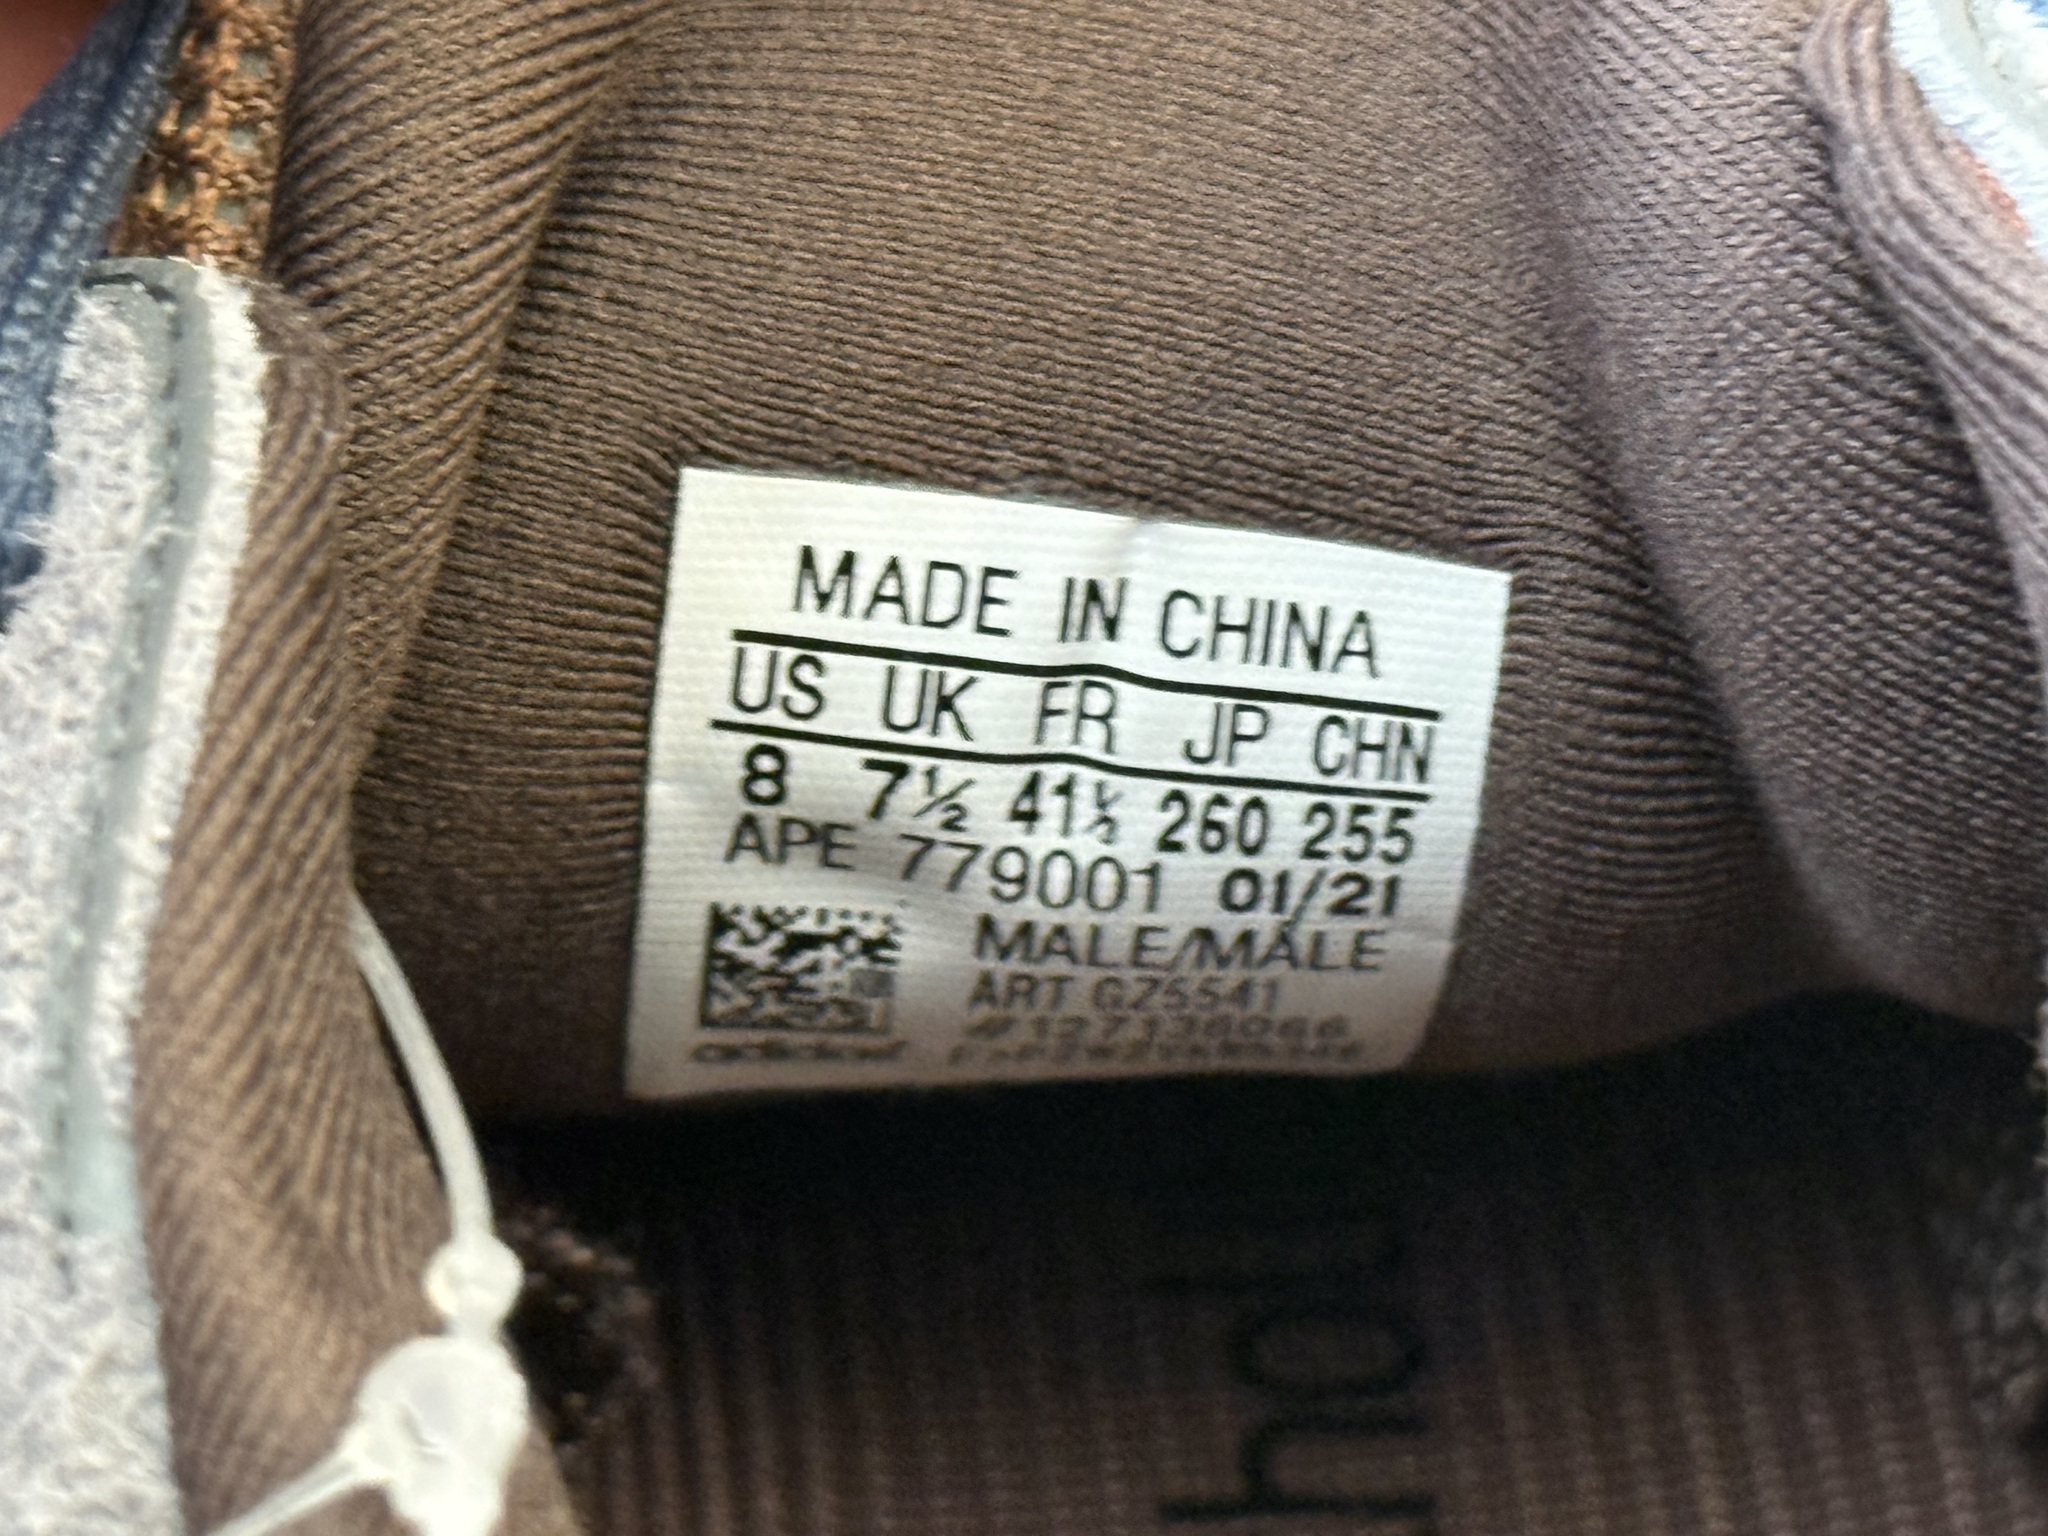 MADE IN CHINA
US UK FR JP CHN
8 7½ 41⅓ 260 255
APE 779001 01/21
MALE/MÂLE
ART GZ5541
adidas